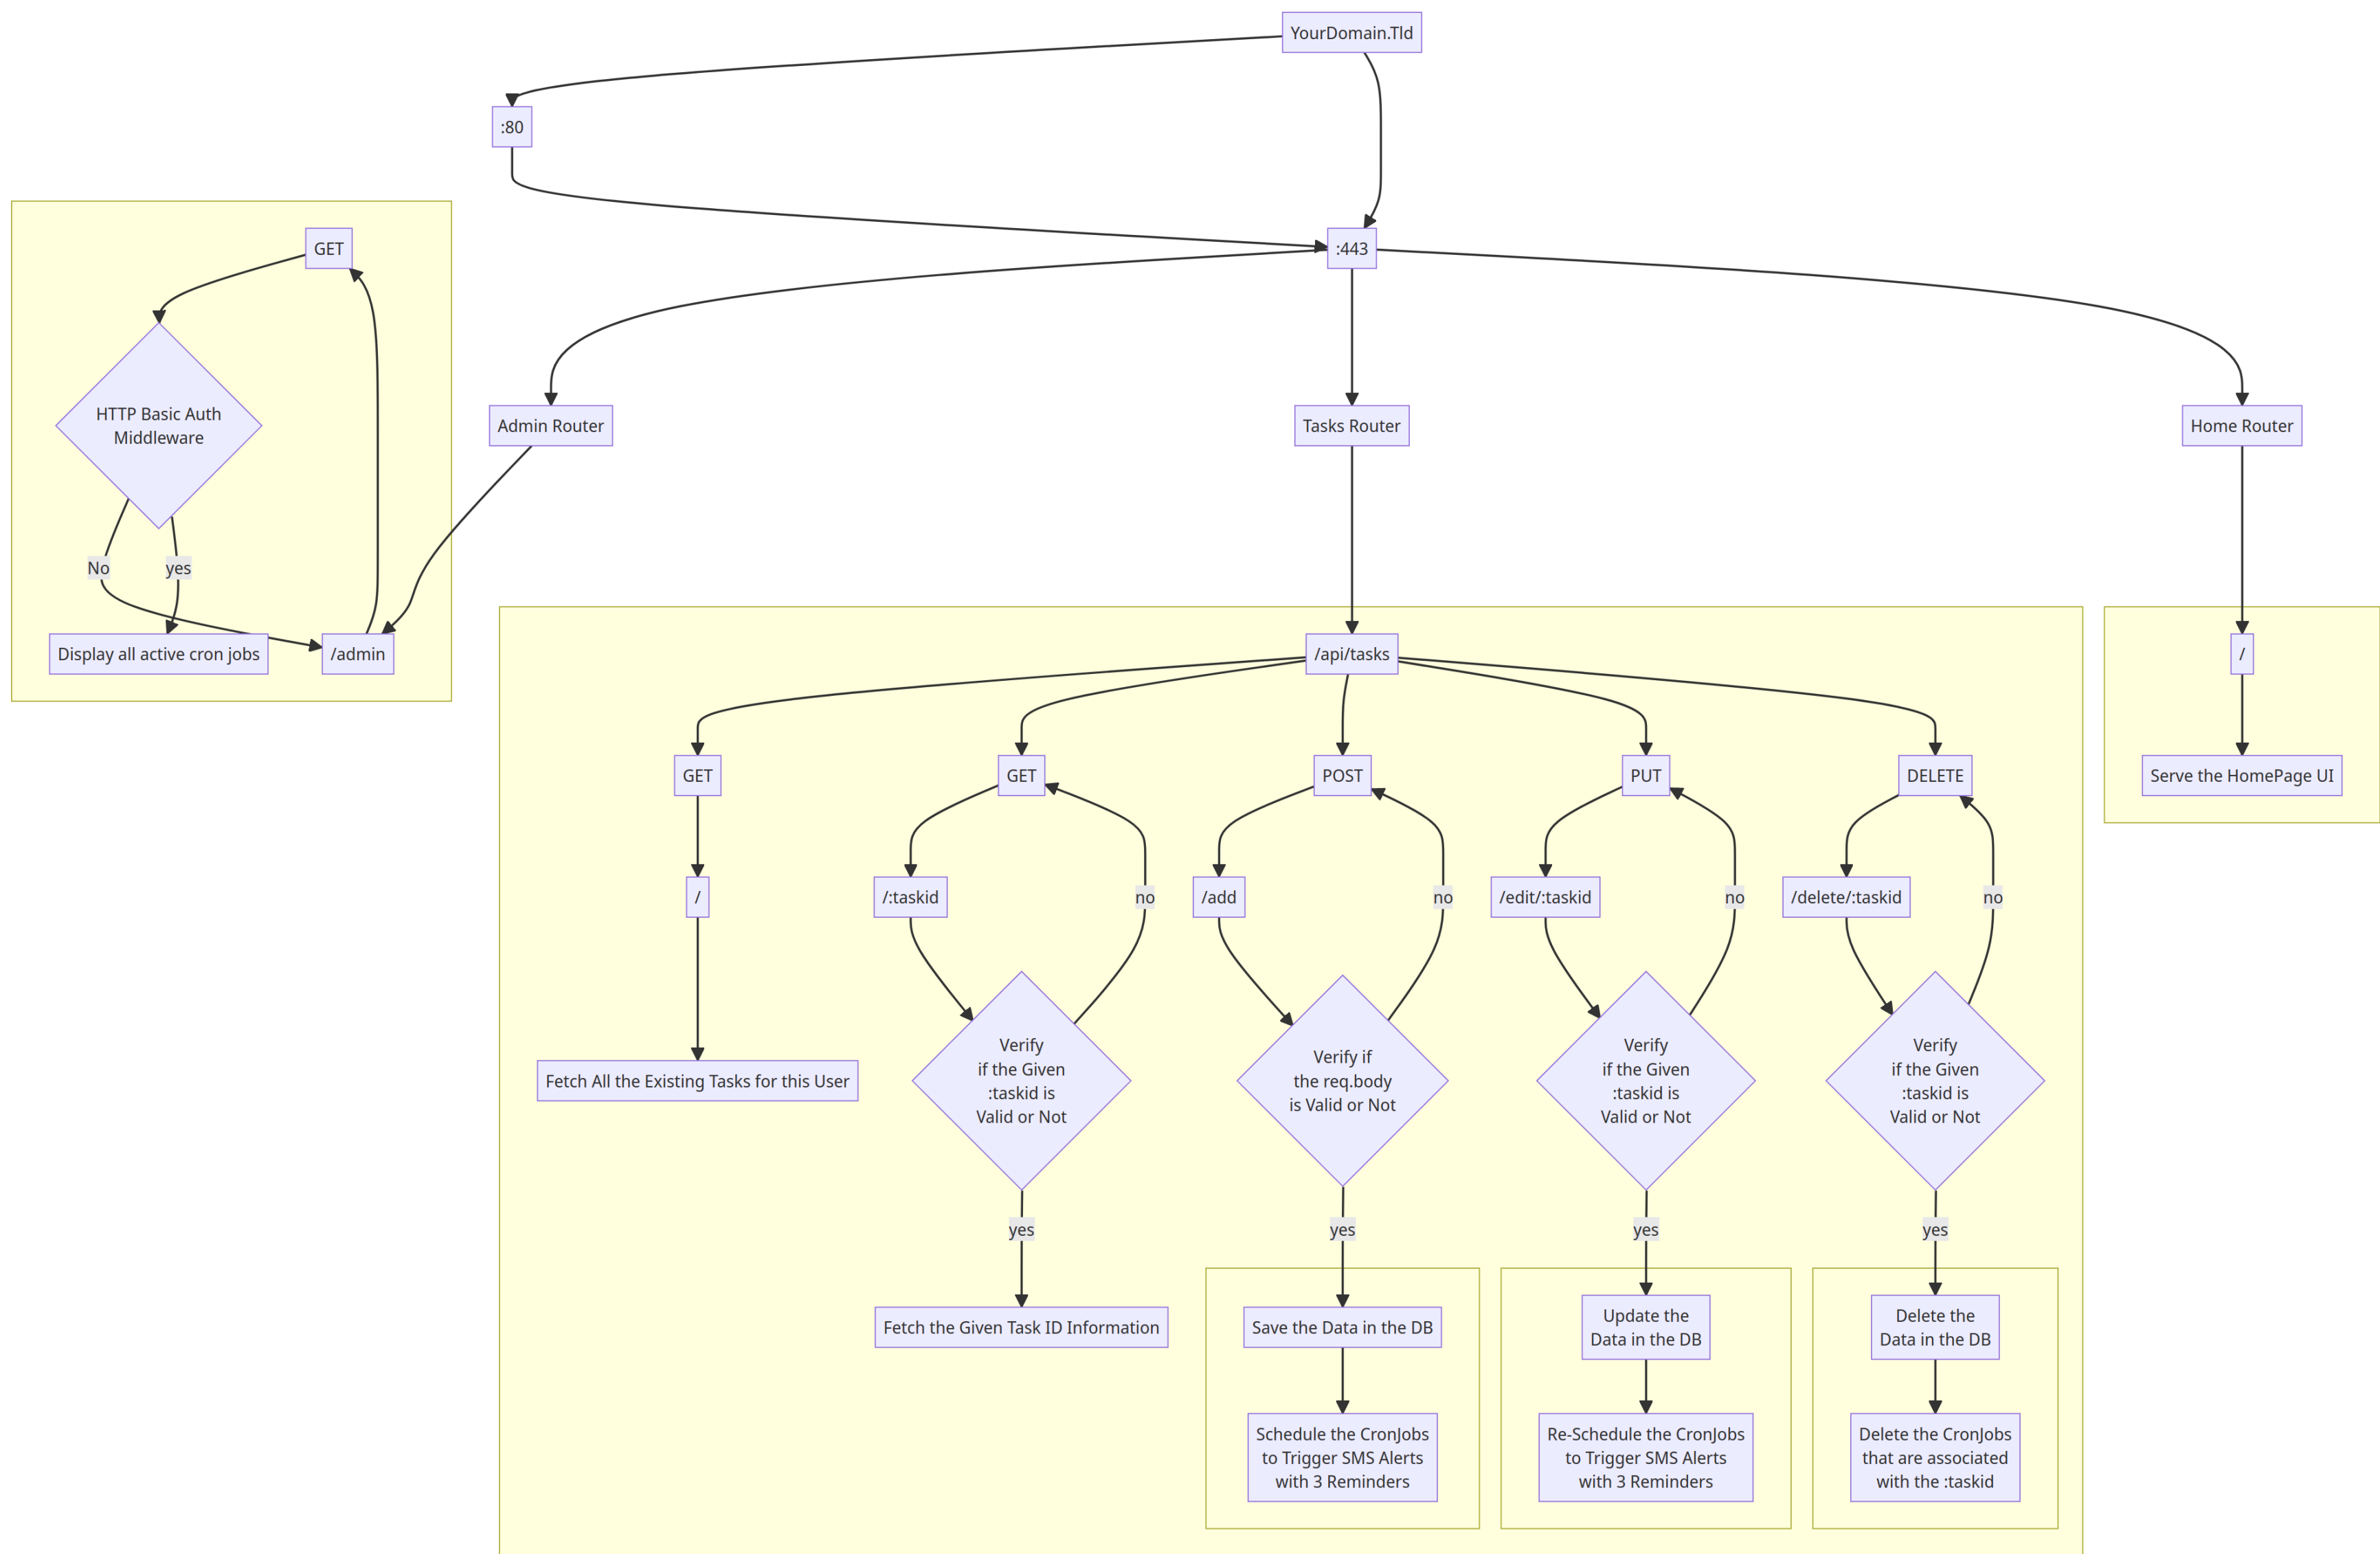 YourDomain.Tld
:80
GET
:443
HTTP Basic Auth
Middleware
Admin Router
Tasks Router
Home Router
No
yes
Display all active cron jobs
/admin
/api/tasks
/
GET
GET
POST
PUT
DELETE
Serve the HomePage UI
/
/:taskid
no
/add
no
/edit/:taskid
no
/delete/:taskid
no
Fetch All the Existing Tasks for this User
Verify
if the Given
:taskid is
Valid or Not
Verify if
the req.body
is Valid or Not
Verify
if the Given
:taskid is
Valid or Not
Verify
if the Given
:taskid is
Valid or Not
yes
yes
yes
yes
Fetch the Given Task ID Information
Save the Data in the DB
Update the
Data in the DB
Delete the
Data in the DB
Schedule the CronJobs
to Trigger SMS Alerts
with 3 Reminders
Re-Schedule the CronJobs
to Trigger SMS Alerts
with 3 Reminders
Delete the CronJobs
that are associated
with the :taskid